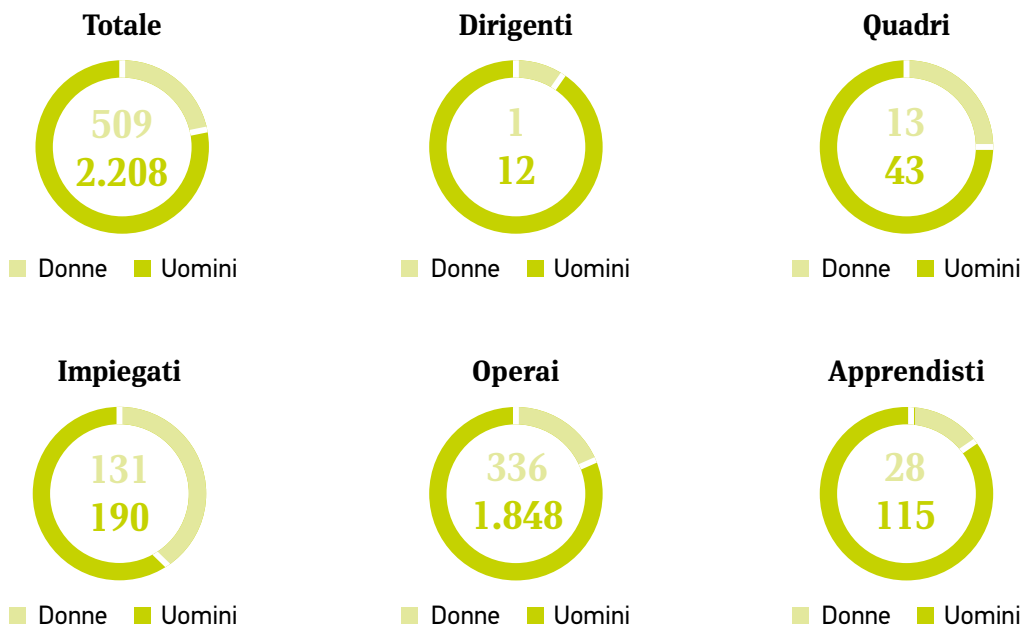 Totale
509
2.208
Donne Uomini
Dirigenti
1
12
Donne Uomini
Quadri
13
43
Donne Uomini
Impiegati
131
190
Donne Uomini
Operai
336
1.848
Donne Uomini
Apprendisti
28
115
Donne Uomini